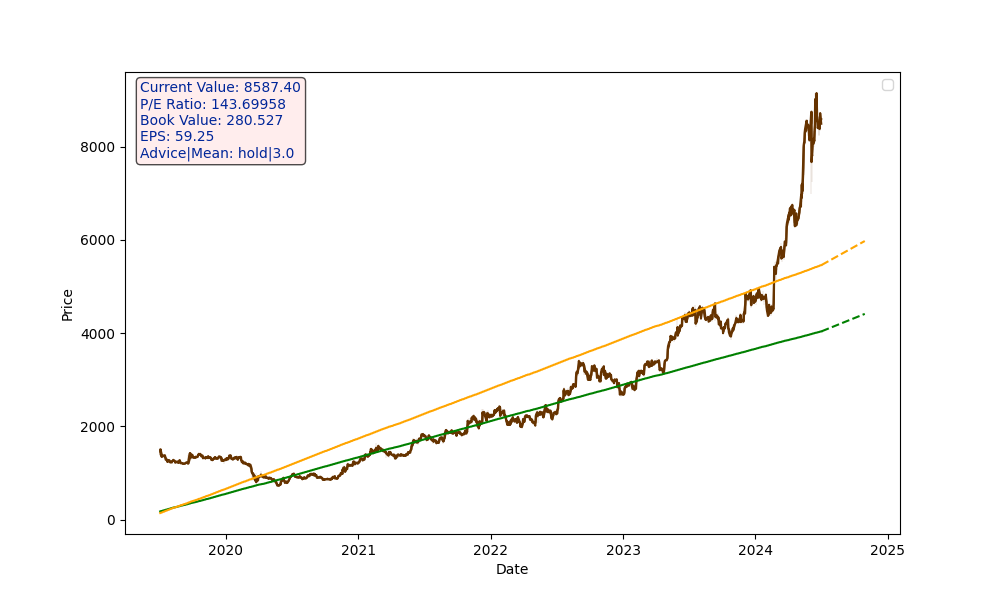 Current Value: 8587.40
P/E Ratio: 143.69958
Book Value: 280.527
EPS: 59.25
Advice|Mean: hold|3.0
8000
6000
4000
2000
0
Price
2020 2021 2022 2023 2024 2025
Date